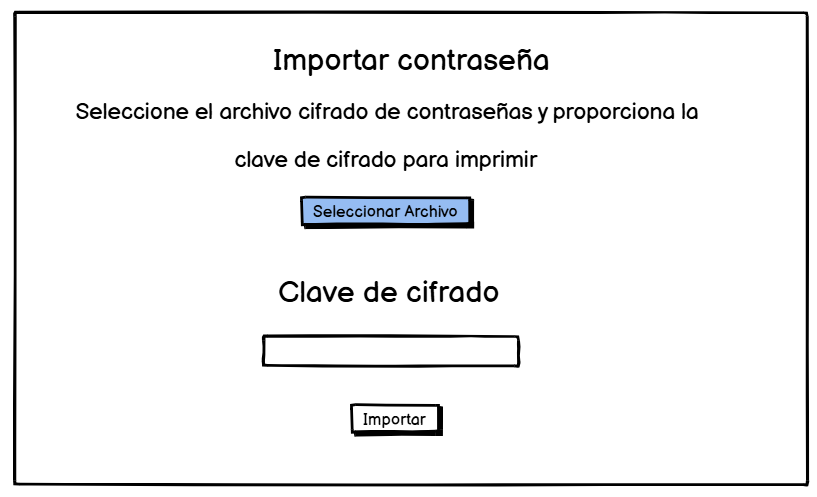 Importar contraseña
Seleccione el archivo cifrado de contraseñas y proporciona la
clave de cifrado para imprimir
Seleccionar Archivo
Clave de cifrado
Importar